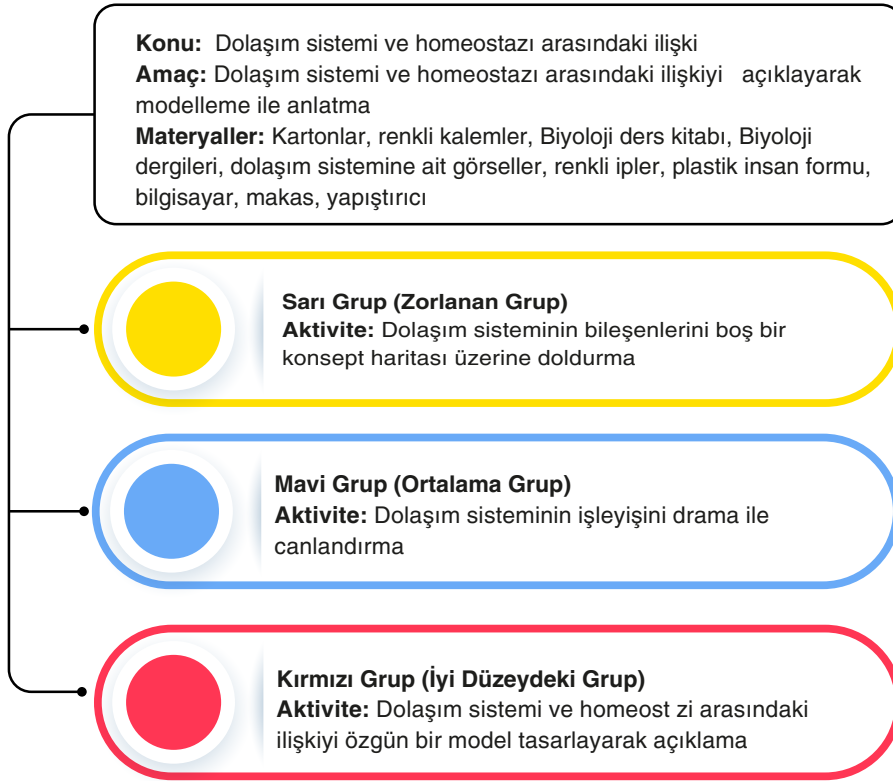 Konu: Dolaşım sistemi ve homeostazı arasındaki ilişki
Amaç: Dolaşım sistemi ve homeostazı arasındaki ilişkiyi açıklayarak
modelleme ile anlatma
Materyaller: Kartonlar, renkli kalemler, Biyoloji ders kitabı, Biyoloji
dergileri, dolaşım sistemine ait görseller, renkli ipler, plastik insan formu,
bilgisayar, makas, yapıştırıcı
Sarı Grup (Zorlanan Grup)
Aktivite: Dolaşım sisteminin bileşenlerini boş bir
konsept haritası üzerine doldurma
Mavi Grup (Ortalama Grup)
Aktivite: Dolaşım sisteminin işleyişini drama ile
canlandırma
Kırmızı Grup (İyi Düzeydeki Grup)
Aktivite: Dolaşım sistemi ve homeost zi arasındaki
ilişkiyi özgün bir model tasarlayarak açıklama